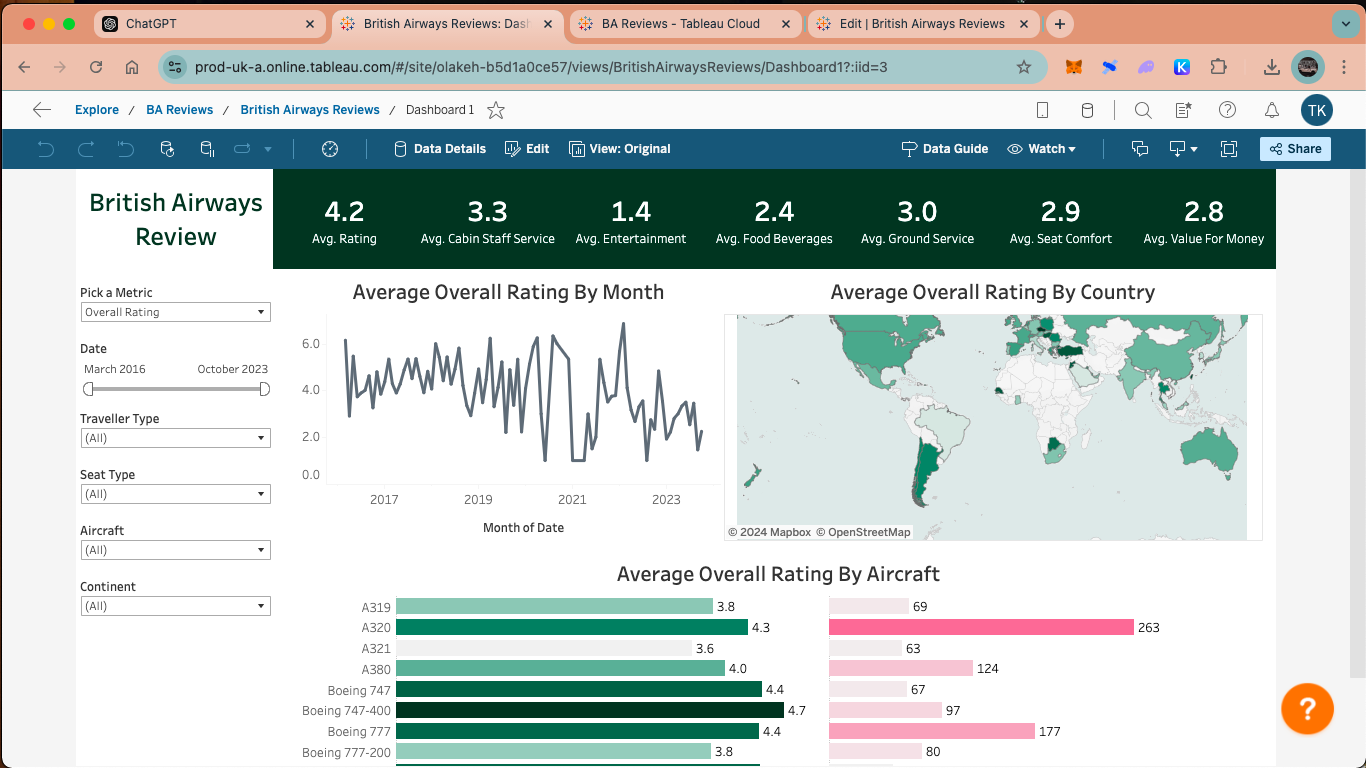 ChatGPT
British Airways Reviews: Das
BA Reviews - Tableau Cloud
Edit | British Airways Reviews
prod-uk-a.online.tableau.com/#/site/olakeh-b5d1a0ce57/views/BritishAirwaysReviews/Dashboard1?:iid=3
Explore / BA Reviews / British Airways Reviews / Dashboard 1
TK
Data Details
Edit
View: Original
Data Guide
Watch
Share
British Airways
Review
4.2
Avg. Rating
3.3
Avg. Cabin Staff Service
1.4
Avg. Entertainment
2.4
Avg. Food Beverages
3.0
Avg. Ground Service
2.9
Avg. Seat Comfort
2.8
Avg. Value For Money
Pick a Metric
Overall Rating
Date
March 2016 October 2023
Traveller Type
(All)
Seat Type
(All)
Aircraft
(All)
Continent
(All)
Average Overall Rating By Month
6.0
4.0
2.0
0.0
2017 2019 2021 2023
Month of Date
Average Overall Rating By Country
© 2024 Mapbox © OpenStreetMap
Average Overall Rating By Aircraft
A319 3.8 69
A320 4.3 263
A321 3.6 63
A380 4.0 124
Boeing 747 4.4 67
Boeing 747-400 4.7 97
Boeing 777 4.4 177
Boeing 777-200 3.8 80
?